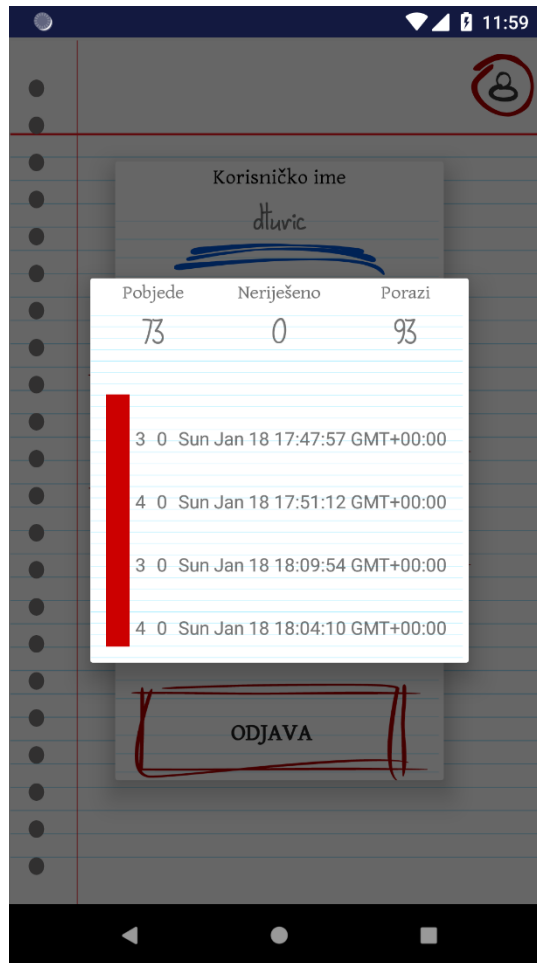 11:59
Korisničko ime
dturic
Pobjede Neriješeno Porazi
73 0 93
3 0 Sun Jan 18 17:47:57 GMT+00:00
4 0 Sun Jan 18 17:51:12 GMT+00:00
3 0 Sun Jan 18 18:09:54 GMT+00:00
4 0 Sun Jan 18 18:04:10 GMT+00:00
ODJAVA